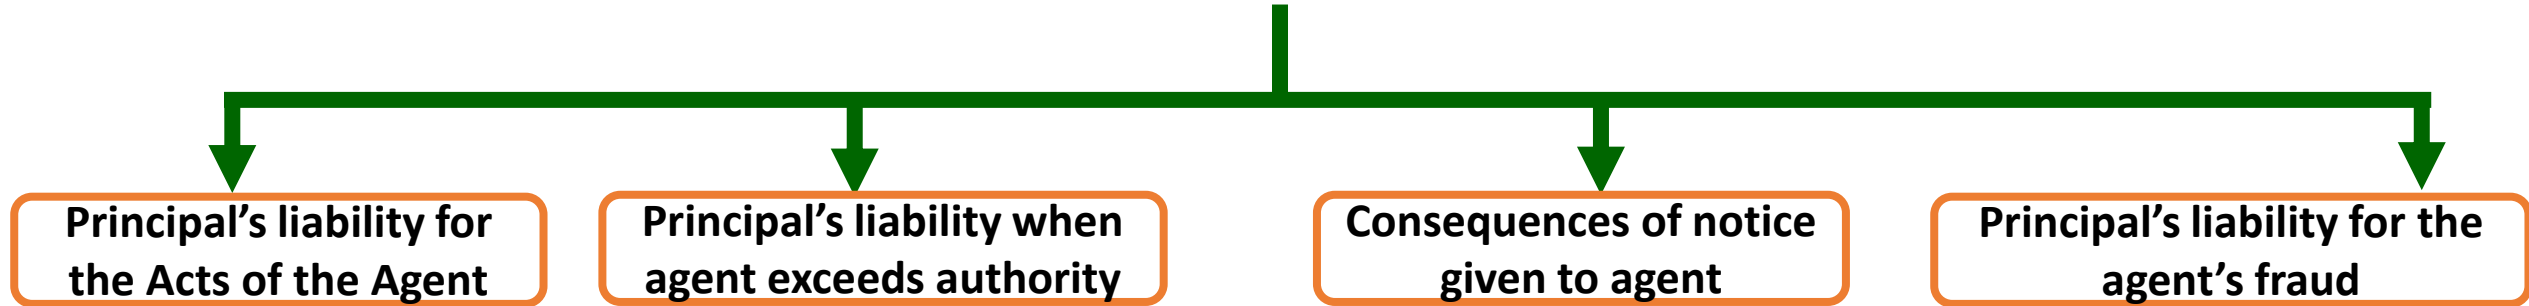 Principal’s liability for
the Acts of the Agent
Principal’s liability when
agent exceeds authority
Consequences of notice
given to agent
Principal’s liability for the
agent’s fraud